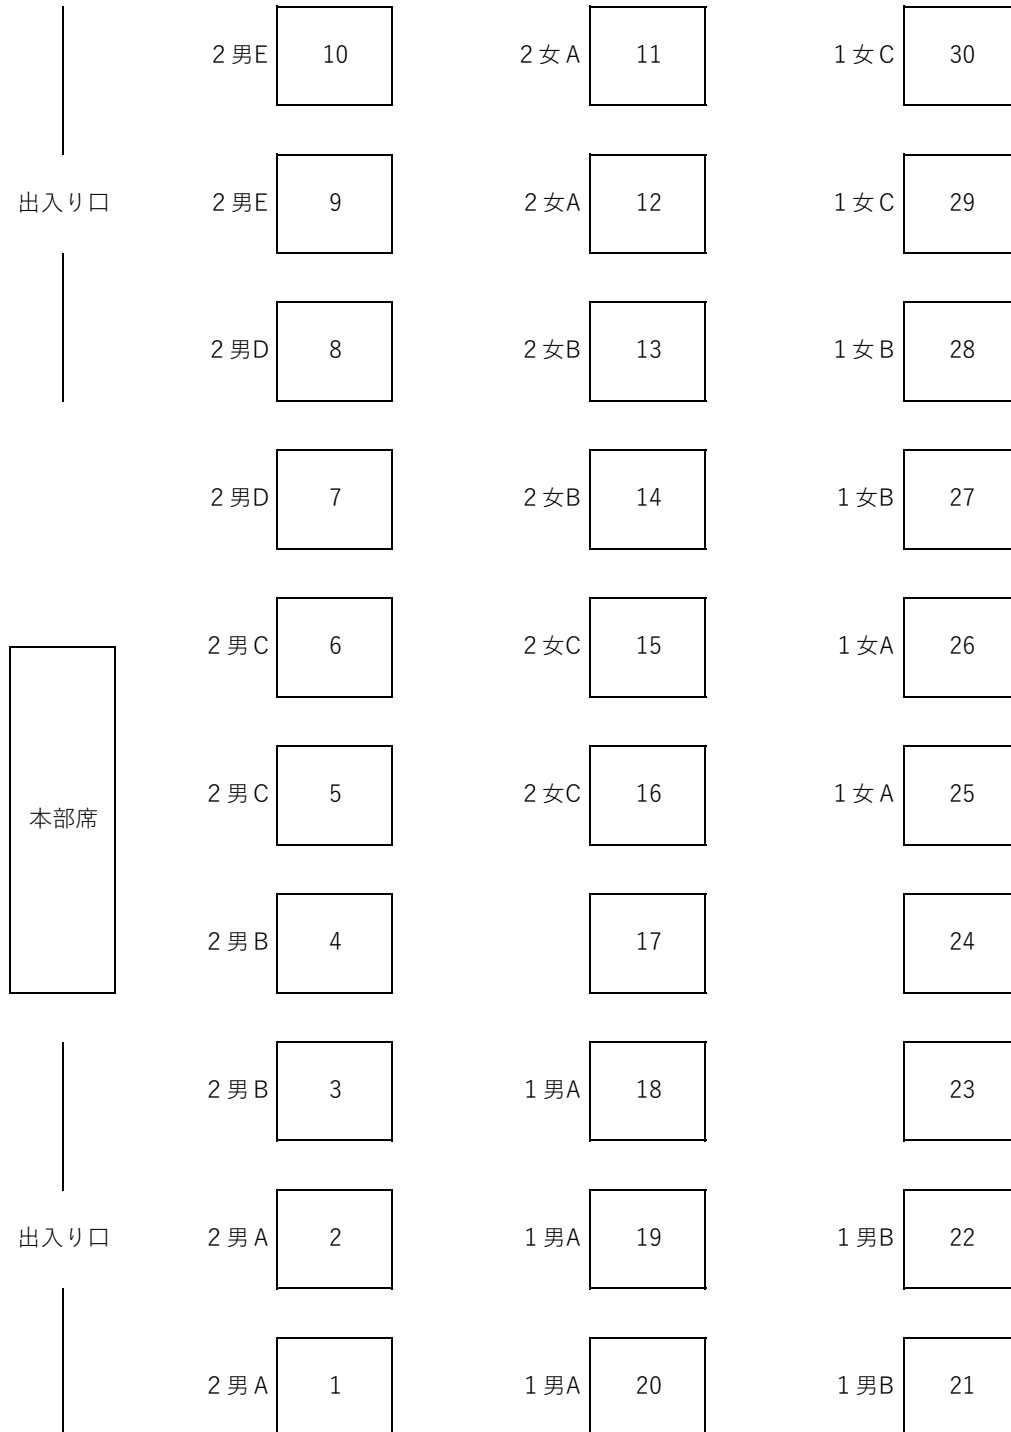 2男E 10 2女A 11 1女C 30
出入り口 2男E 9 2女A 12 1女C 29
2男D 8 2女B 13 1女B 28
2男D 7 2女B 14 1女B 27
2男C 6 2女C 15 1女A 26
2男C 5 2女C 16 1女A 25
本部席
2男B 4 17 24
2男B 3 1男A 18 23
出入り口 2男A 2 1男A 19 1男B 22
2男A 1 1男A 20 1男B 21